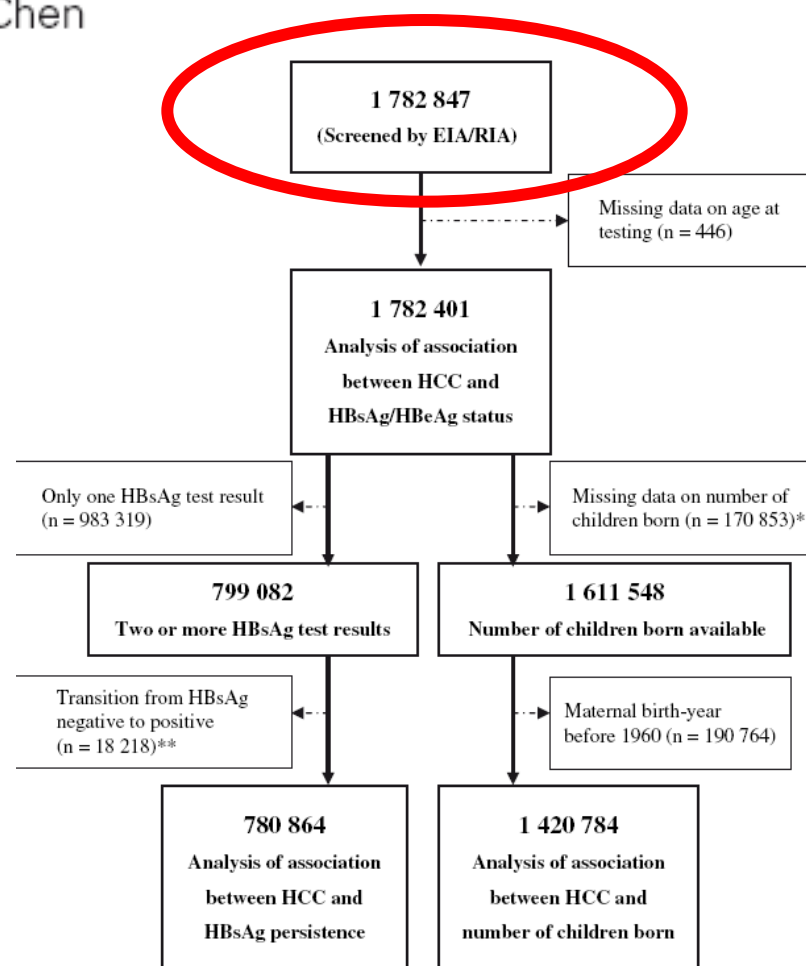 Chen
1 782 847
(Screened by EIA/RIA)
Missing data on age at
testing (n = 446)
1 782 401
Analysis of association
between HCC and
HBsAg/HBeAg status
Only one HBsAg test result
(n = 983 319)
Missing data on number of
children born (n = 170 853)*
799 082
Two or more HBsAg test results
1 611 548
Number of children born available
Transition from HBsAg
negative to positive
(n = 18 218)**
Maternal birth-year
before 1960 (n = 190 764)
780 864
Analysis of association
between HCC and
HBsAg persistence
1 420 784
Analysis of association
between HCC and
number of children born